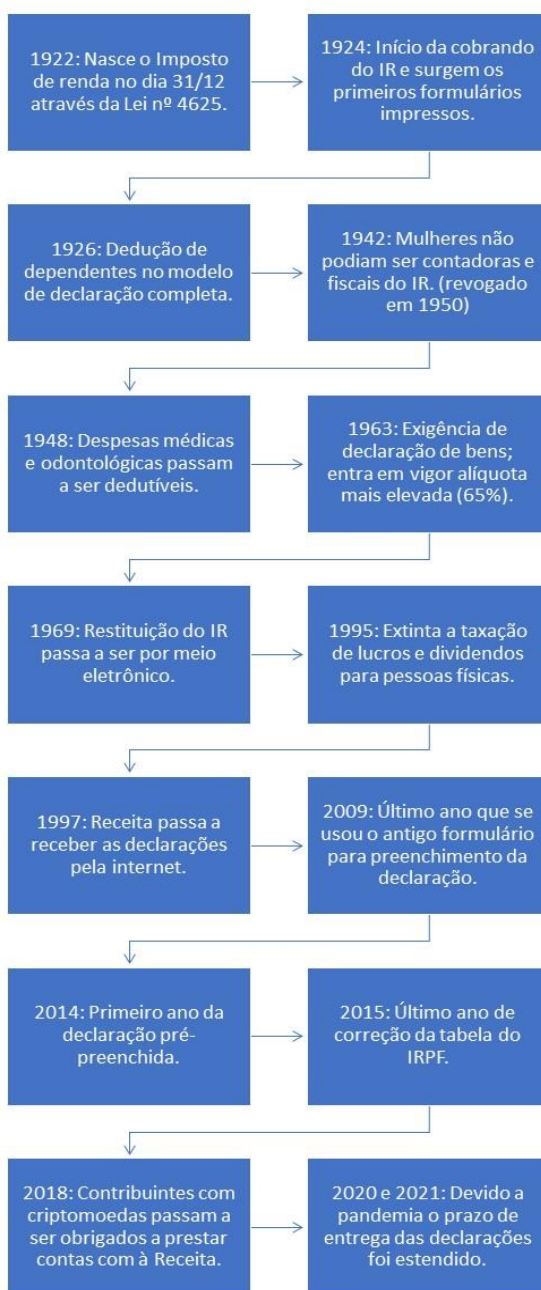 1922: Nasce o Imposto
de renda no dia 31/12
através da Lei nº 4625.
1924: Início da cobrando
do IR e surgem os
primeiros formulários
impressos.
1926: Dedução de
dependentes no modelo
de declaração completa.
1942: Mulheres não
podiam ser contadoras e
fiscais do IR. (revogado
em 1950)
1948: Despesas médicas
e odontológicas passam
a ser dedutíveis.
1963: Exigência de
declaração de bens;
entra em vigor alíquota
mais elevada (65%).
1969: Restituição do IR
passa a ser por meio
eletrônico.
1995: Extinta a taxação
de lucros e dividendos
para pessoas físicas.
1997: Receita passa a
receber as declarações
pela internet.
2009: Último ano que se
usou o antigo formulário
para preenchimento da
declaração.
2014: Primeiro ano da
declaração pré-
preenchida.
2015: Último ano de
correção da tabela do
IRPF.
2018: Contribuintes com
criptomoedas passam a
ser obrigados a prestar
contas com à Receita.
2020 e 2021: Devido a
pandemia o prazo de
entrega das declarações
foi estendido.